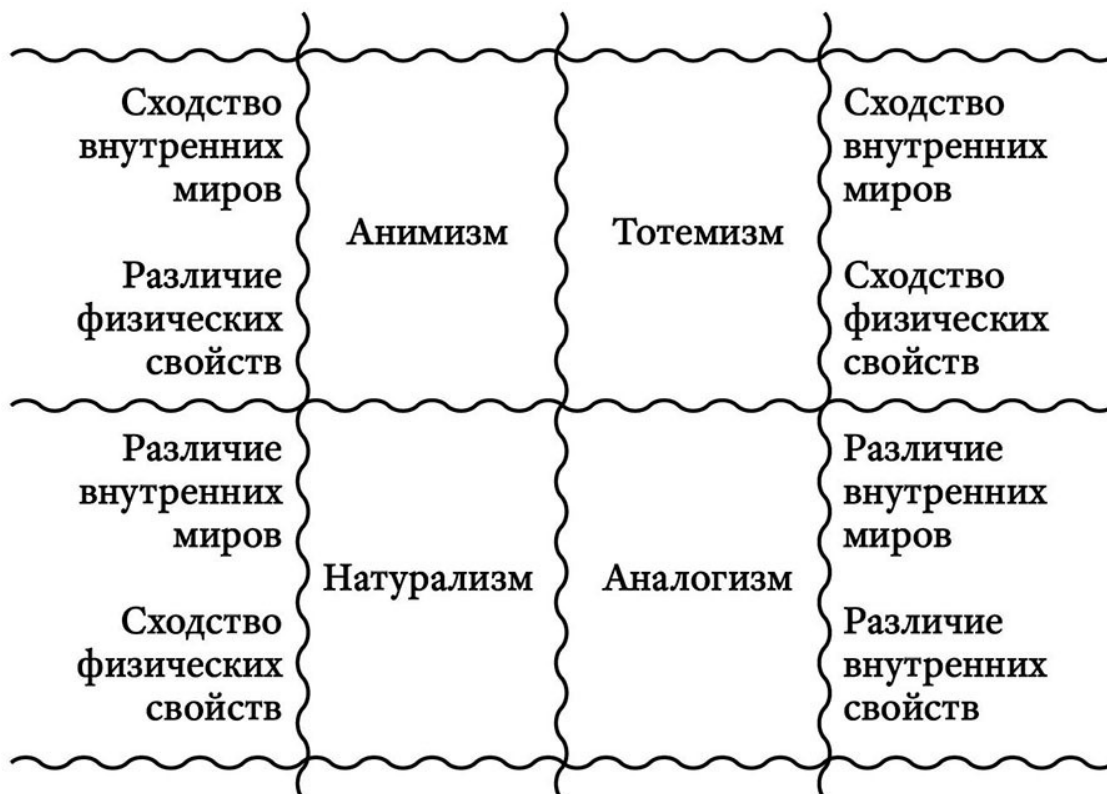 Сходство
внутренних
миров
Различие
физических
свойств
Анимизм
Тотемизм
Сходство
внутренних
миров
Сходство
физических
свойств
Различие
внутренних
миров
Сходство
физических
свойств
Натурализм
Аналогизм
Различие
внутренних
миров
Различие
внутренних
свойств